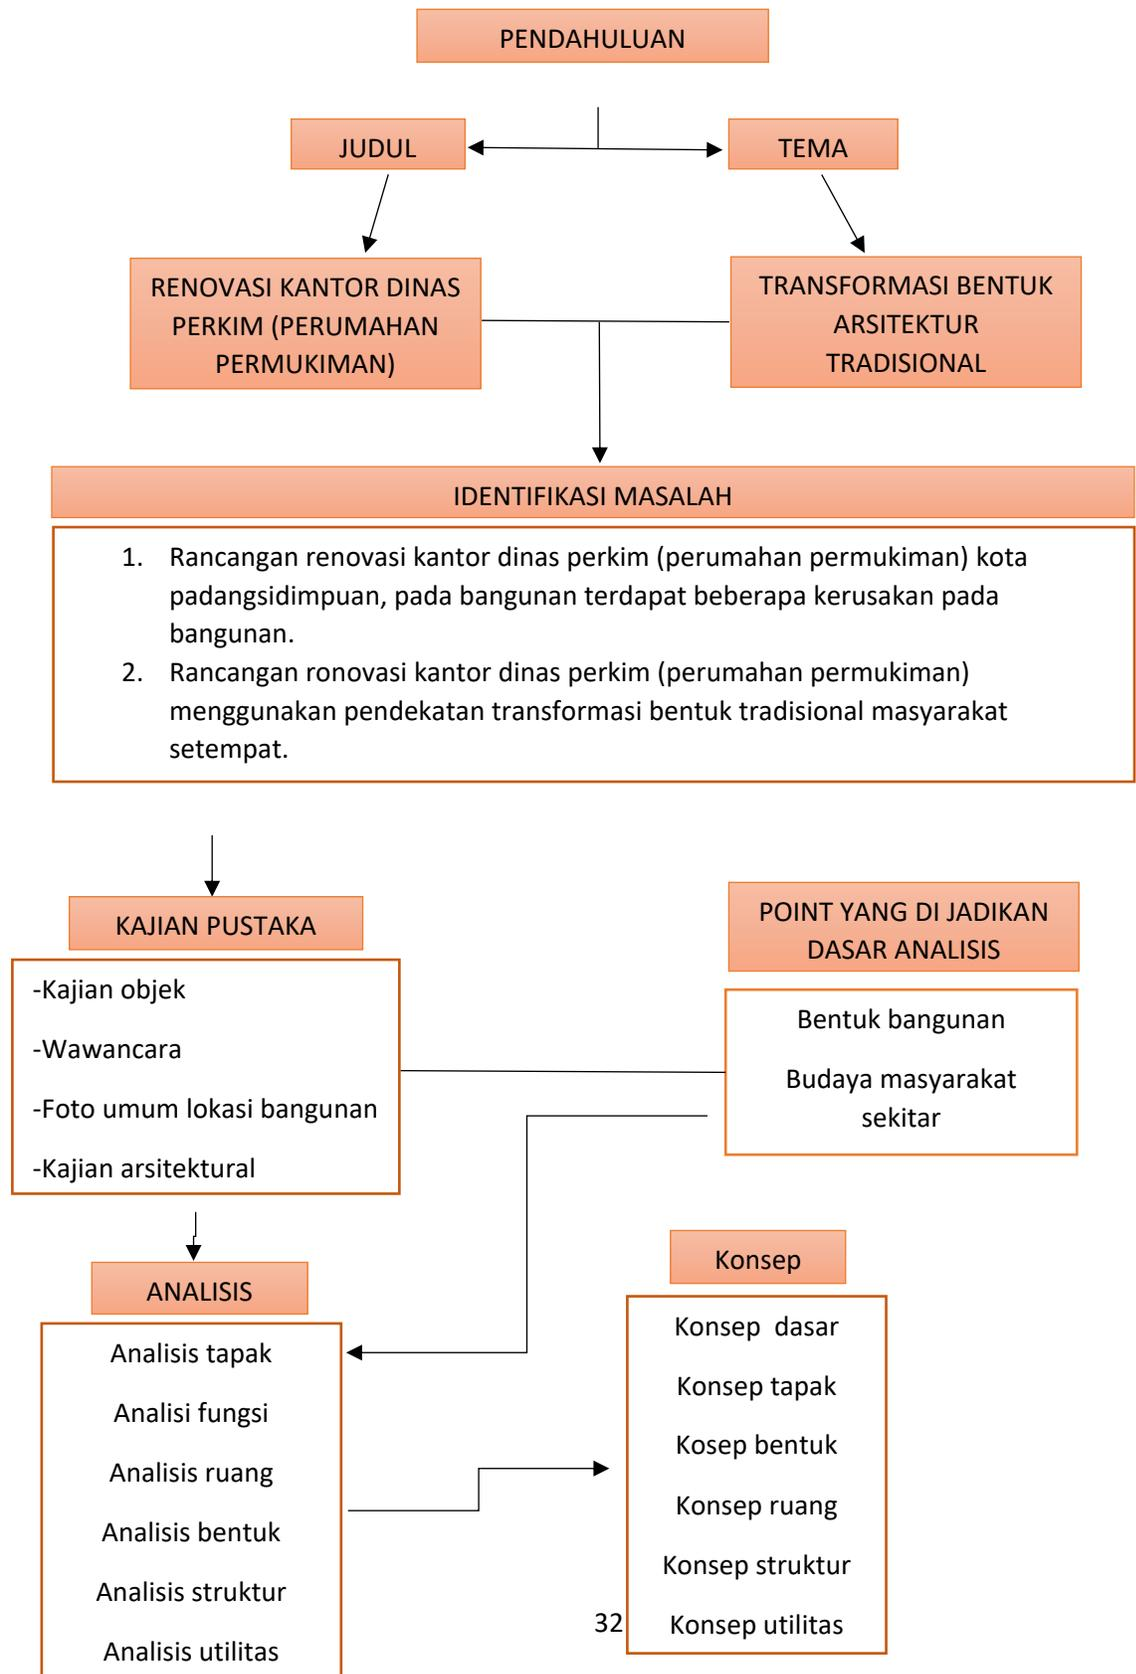 PENDAHULUAN
JUDUL
TEMA
RENOVASI KANTOR DINAS
PERKIM (PERUMAHAN
PERMUKIMAN)
TRANSFORMASI BENTUK
ARSITEKTUR
TRADISIONAL
IDENTIFIKASI MASALAH
1. Rancangan renovasi kantor dinas perkim (perumahan permukiman) kota
padangsidimpuan, pada bangunan terdapat beberapa kerusakan pada
bangunan.
2. Rancangan ronovasi kantor dinas perkim (perumahan permukiman)
menggunakan pendekatan transformasi bentuk tradisional masyarakat
setempat.
KAJIAN PUSTAKA
-Kajian objek
-Wawancara
-Foto umum lokasi bangunan
-Kajian arsitektural
POINT YANG DI JADIKAN
DASAR ANALISIS
Bentuk bangunan
Budaya masyarakat
sekitar
ANALISIS
Analisis tapak
Analisi fungsi
Analisis ruang
Analisis bentuk
Analisis struktur
Analisis utilitas
Konsep
Konsep dasar
Konsep tapak
Kosep bentuk
Konsep ruang
Konsep struktur
Konsep utilitas
32